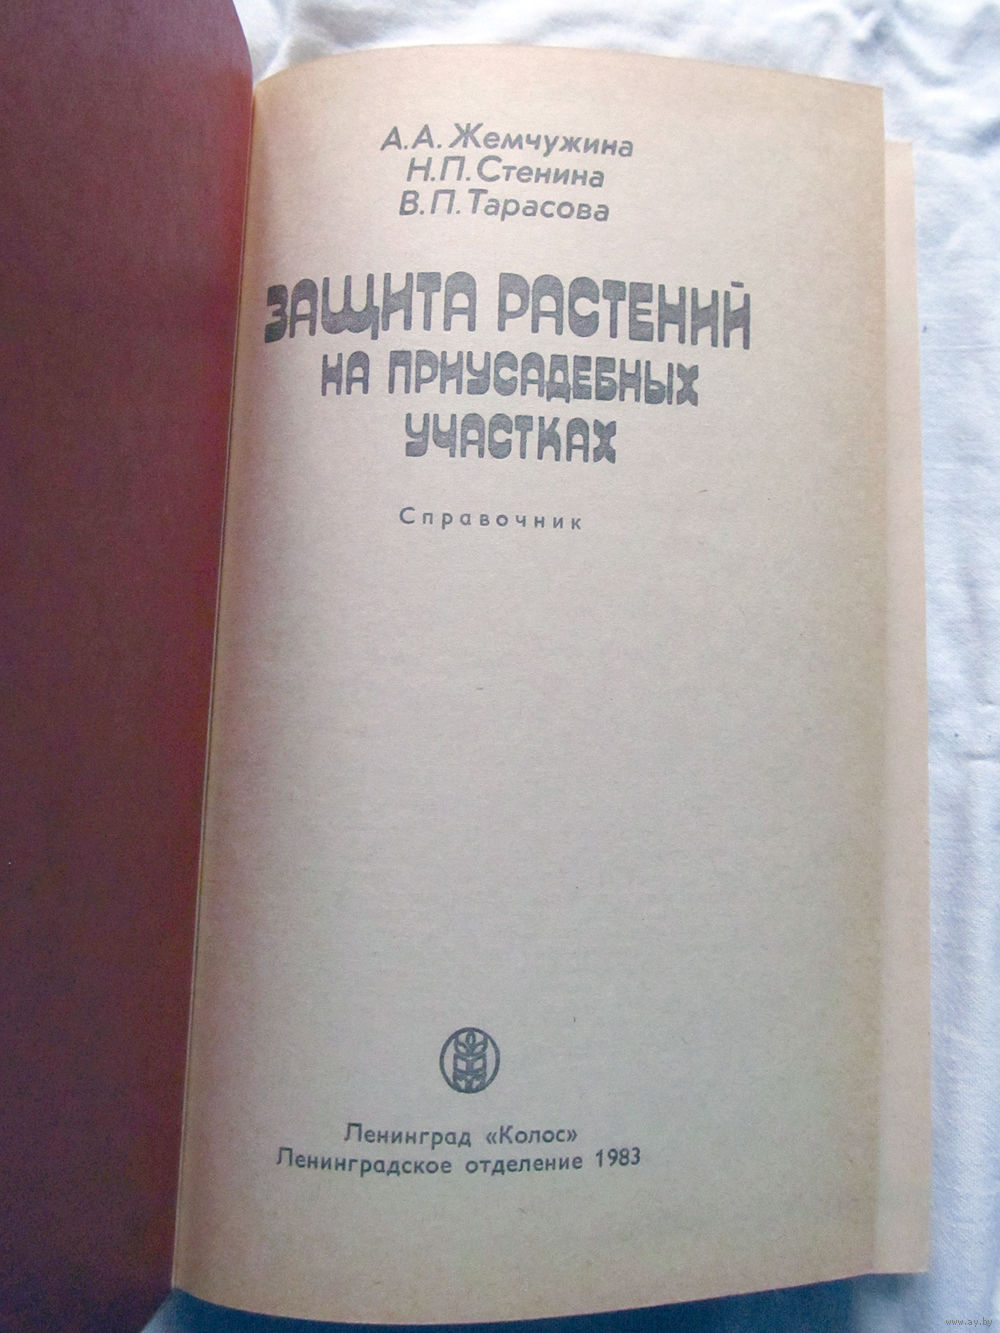 А.А. Жемчужина
Н.П. Стенина
В.П. Тарасова
ЗАЩИТА РАСТЕНИЙ
НА ПРИУСАДЕБНЫХ
УЧАСТКАХ
Справочник
Ленинград «Колос»
Ленинградское отделение 1983
www.ay.by